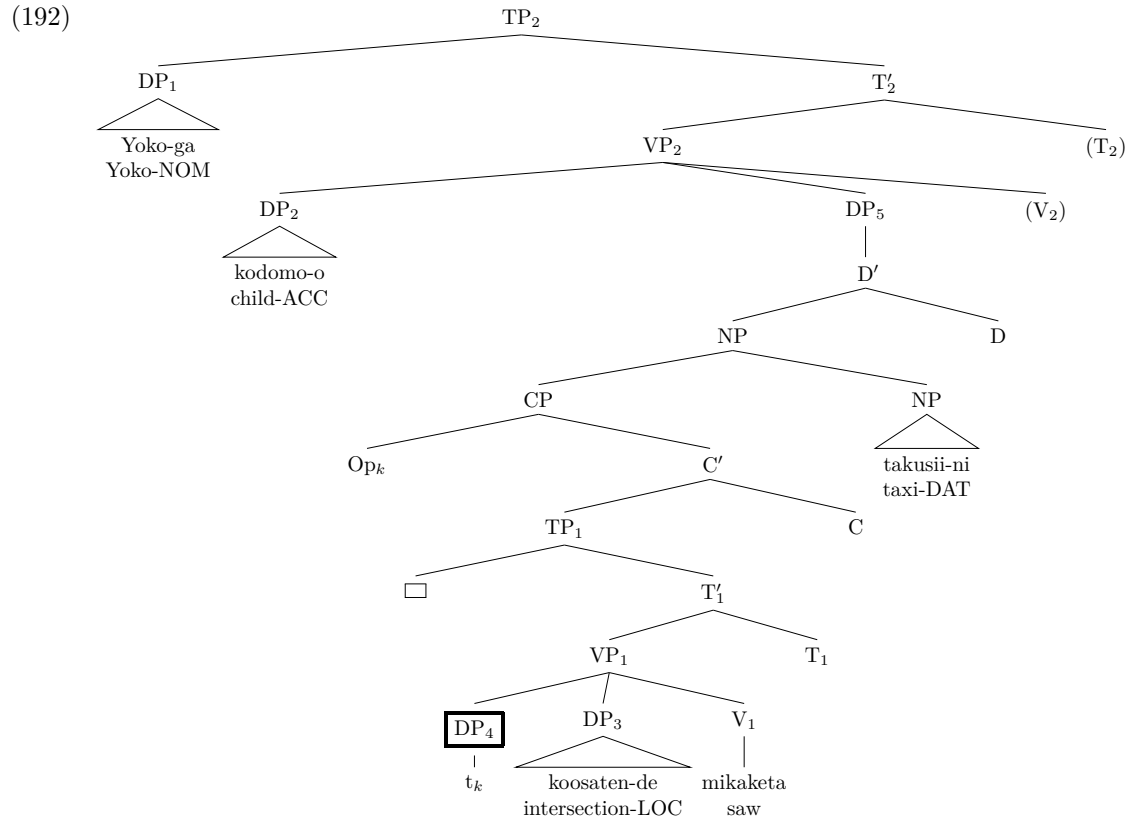 (192)
TP₂
DP₁ T′₂
Yoko-ga
Yoko-NOM
VP₂ (T₂)
DP₂ DP₅ (V₂)
kodomo-o
child-ACC
D′
NP D
CP NP
Opₖ C′ takusii-ni
taxi-DAT
TP₁ C
T′₁
VP₁ T₁
DP₄ DP₃ V₁
tₖ koosaten-de mikaketa
intersection-LOC saw